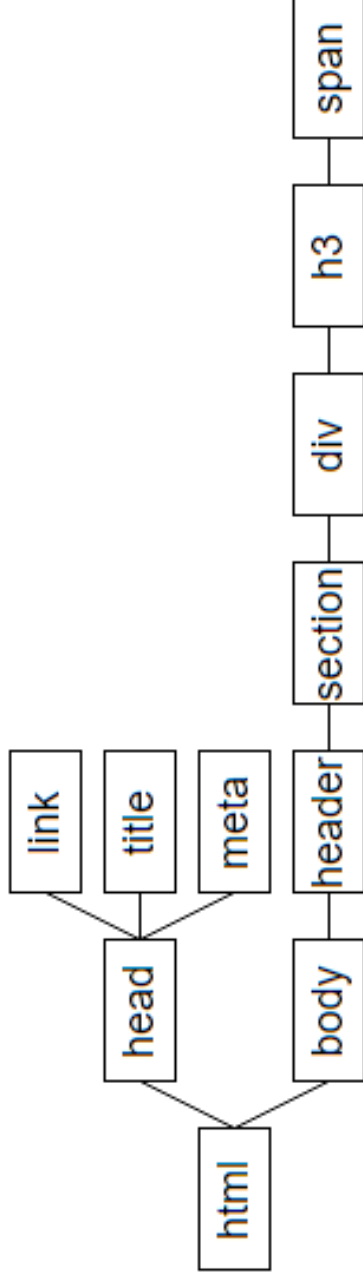 html
head
body
link
title
meta
header
section
div
h3
span